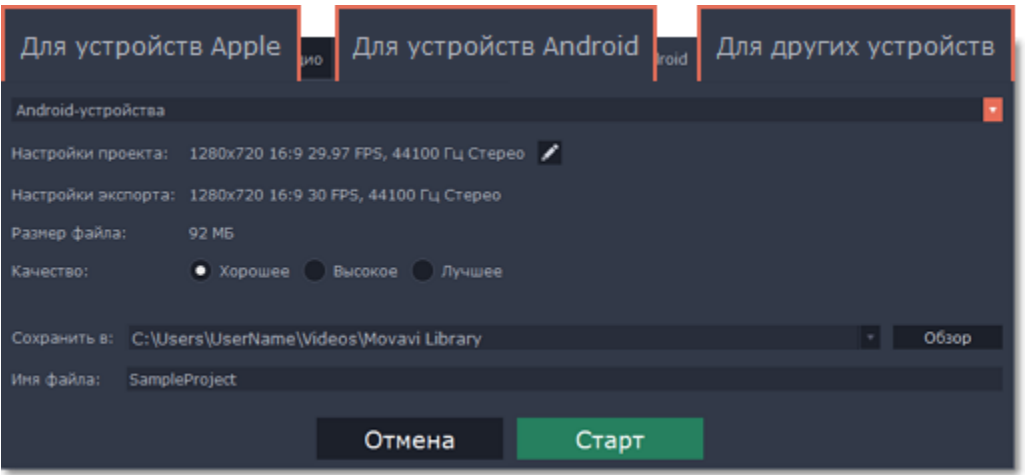 Для устройств Apple Для устройств Android Для других устройств
Android-устройства
Настройки проекта: 1280x720 16:9 29.97 FPS, 44100 Гц Стерео
Настройки экспорта: 1280x720 16:9 30 FPS, 44100 Гц Стерео
Размер файла: 92 МБ
Качество: Хорошее Высокое Лучшее
Сохранить в: C:\Users\UserName\Videos\Movavi Library Обзор
Имя файла: SampleProject
Отмена Старт